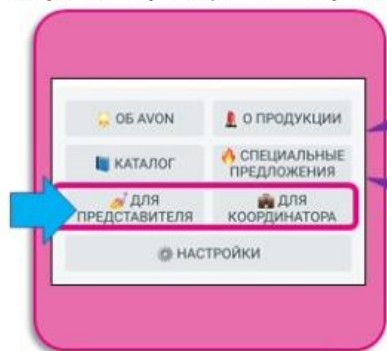 ОБ AVON
О ПРОДУКЦИИ
КАТАЛОГ
СПЕЦИАЛЬНЫЕ
ПРЕДЛОЖЕНИЯ
ДЛЯ
ПРЕДСТАВИТЕЛЯ
ДЛЯ
КООРДИНАТОРА
НАСТРОЙКИ